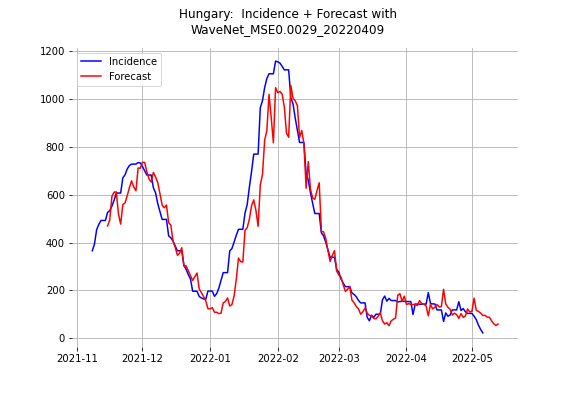 Hungary:  Incidence + Forecast with
WaveNet_MSE0.0029_20220409
Incidence
Forecast
1200
1000
800
600
400
200
0
2021-11 2021-12 2022-01 2022-02 2022-03 2022-04 2022-05